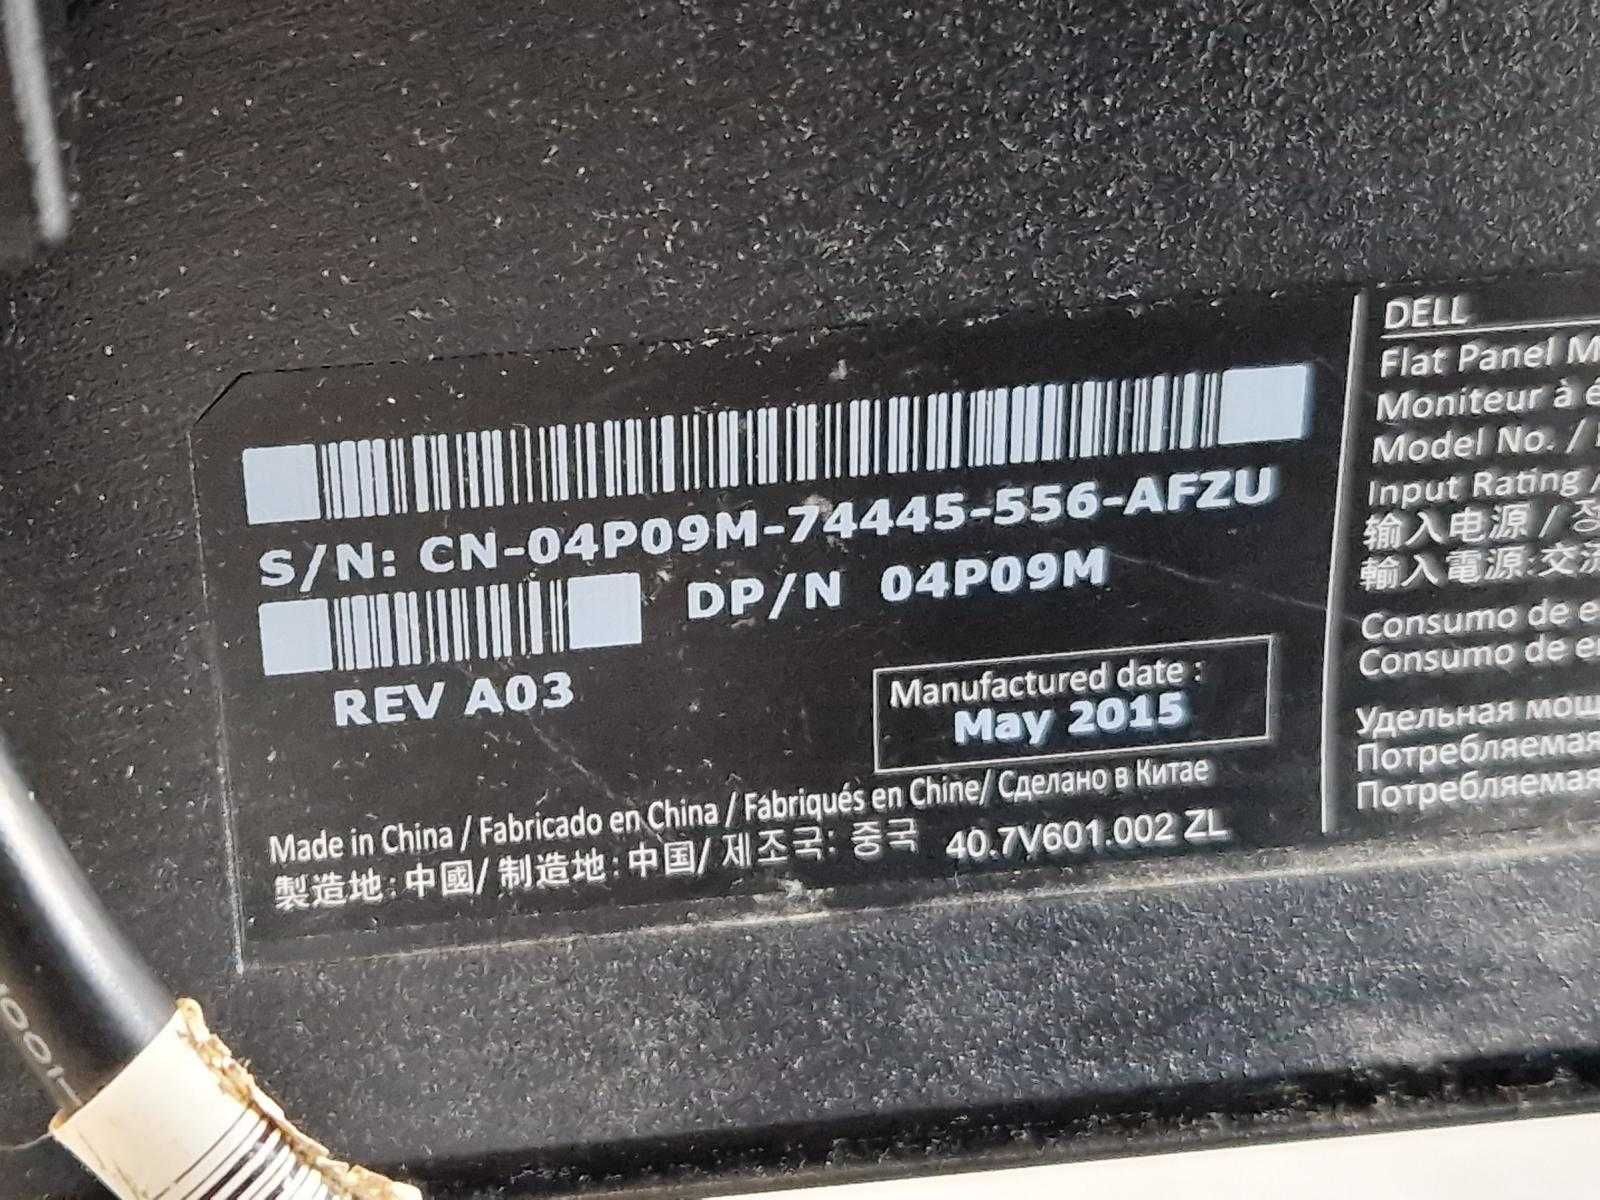 S/N: CN-04P09M-74445-556-AFZU
DP/N 04P09M
REV A03
Manufactured date :
May 2015
Made in China / Fabricado en China / Fabriqués en Chine/ Сделано в Китае
製造地:中國/ 制造地:中国/ 제조국: 중국 40.7V601.002 ZL
DELL
Flat Panel
Moniteur à
Model No. /
Input Rating /
输入电源 /
輸入電源:交流
Consumo de
Consumo de
Удельная
Потребляемая
Потребляемая